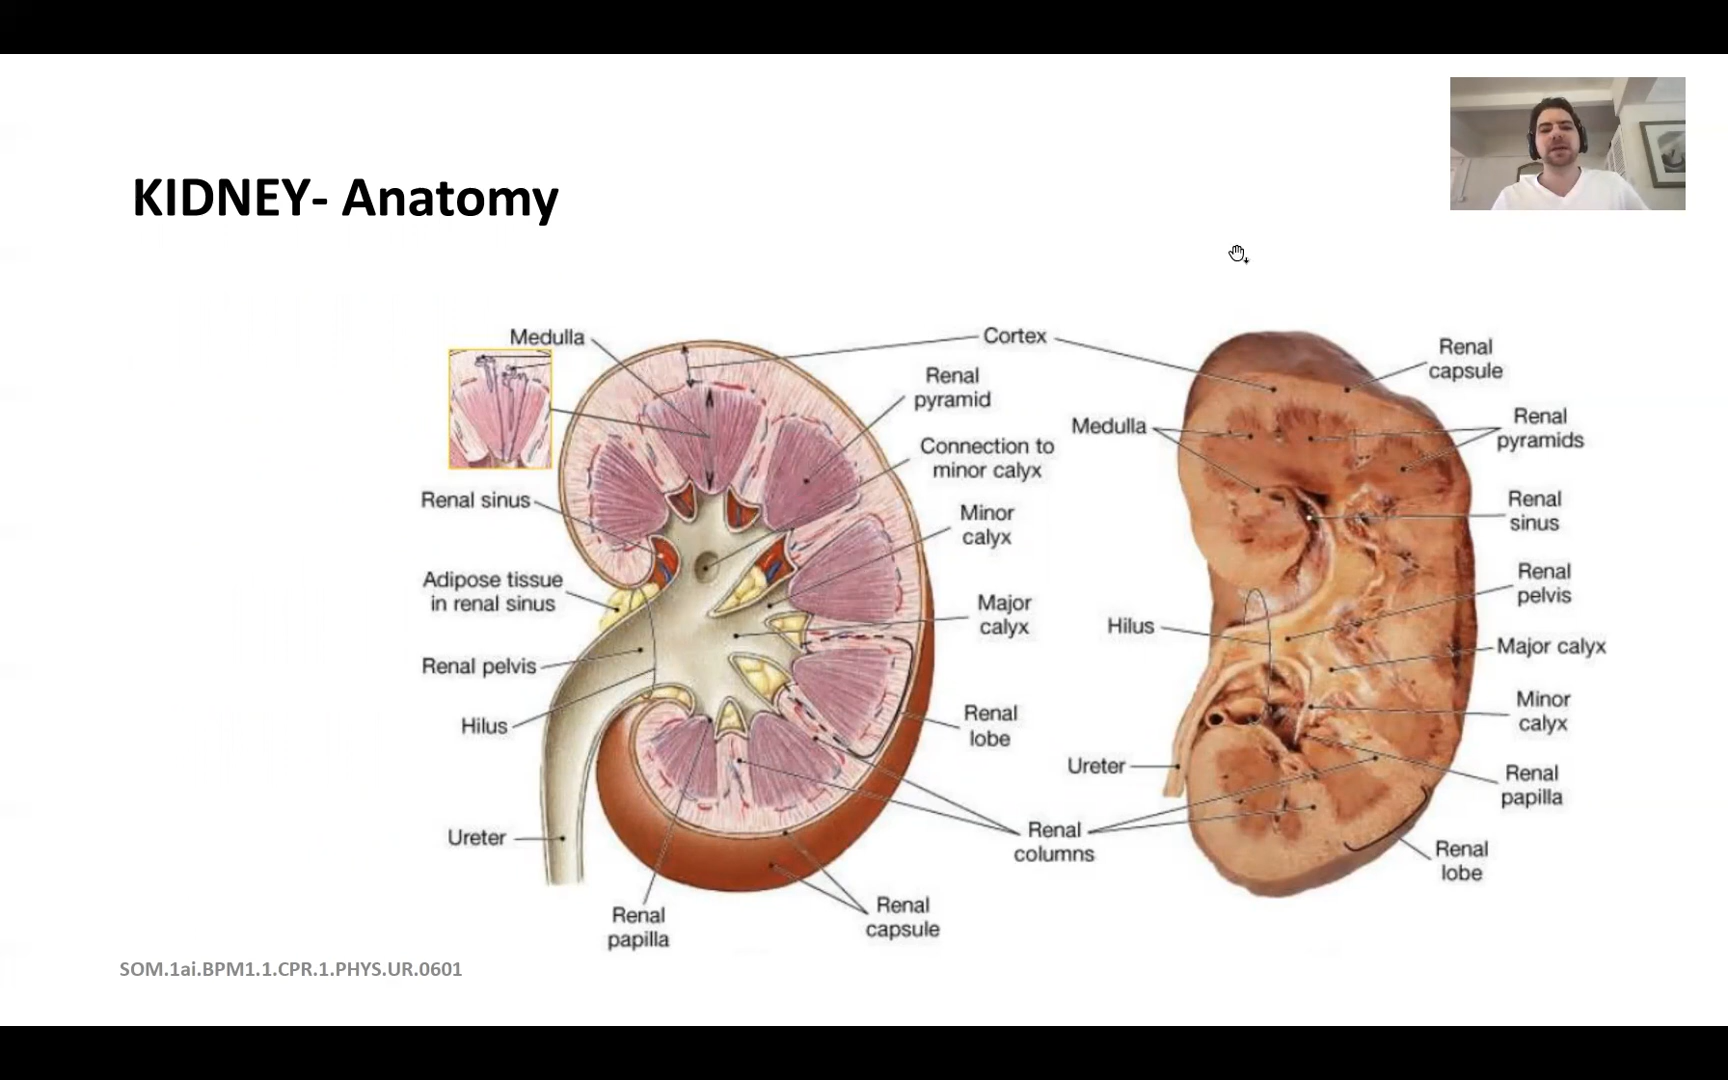 KIDNEY- Anatomy
Medulla
Renal sinus
Adipose tissue
in renal sinus
Renal pelvis
Hilus
Ureter
Renal
papilla
Cortex
Renal
pyramid
Connection to
minor calyx
Minor
calyx
Major
calyx
Renal
lobe
Renal
columns
Renal
capsule
Medulla
Hilus
Ureter
Renal
capsule
Renal
pyramids
Renal
sinus
Renal
pelvis
Major calyx
Minor
calyx
Renal
papilla
Renal
lobe
SOM.1ai.BPM1.1.CPR.1.PHYS.UR.0601